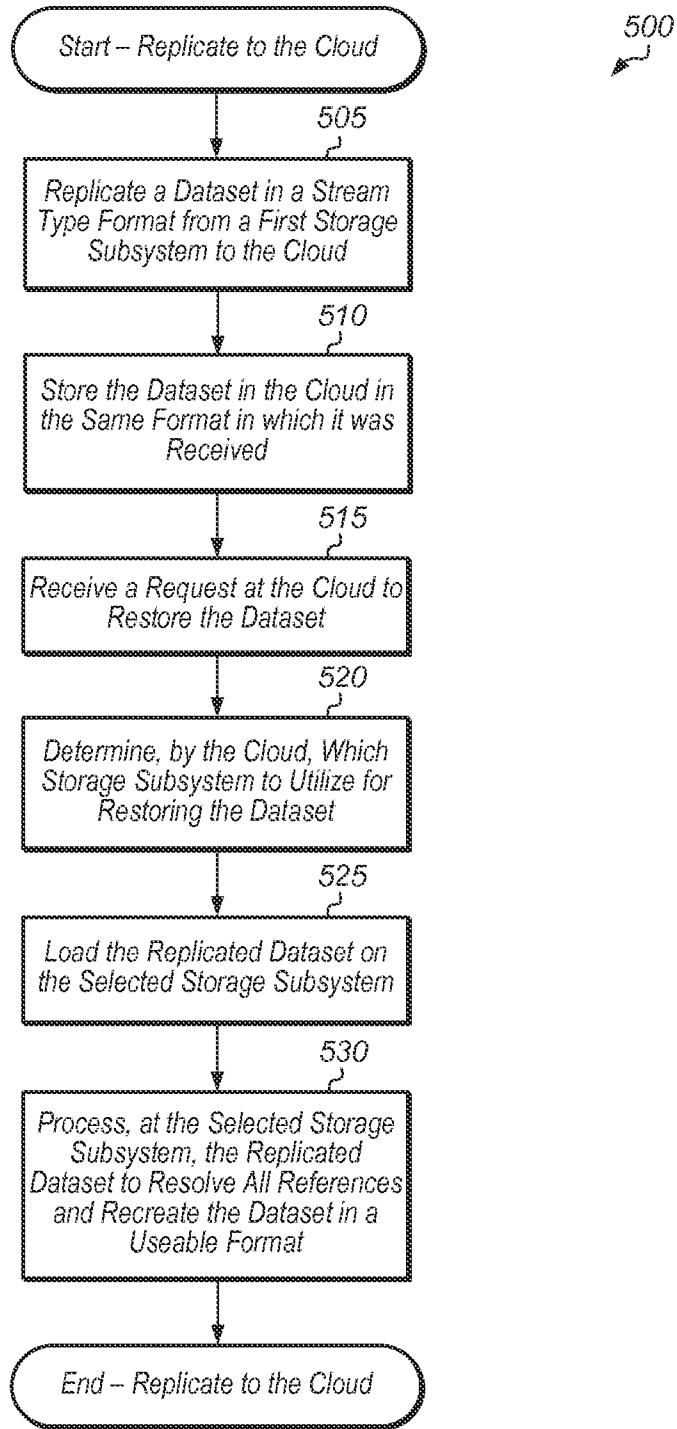 Start – Replicate to the Cloud
500
505
Replicate a Dataset in a Stream
Type Format from a First Storage
Subsystem to the Cloud
510
Store the Dataset in the Cloud in
the Same Format in which it was
Received
515
Receive a Request at the Cloud to
Restore the Dataset
520
Determine, by the Cloud, Which
Storage Subsystem to Utilize for
Restoring the Dataset
525
Load the Replicated Dataset on
the Selected Storage Subsystem
530
Process, at the Selected Storage
Subsystem, the Replicated
Dataset to Resolve All References
and Recreate the Dataset in a
Useable Format
End – Replicate to the Cloud